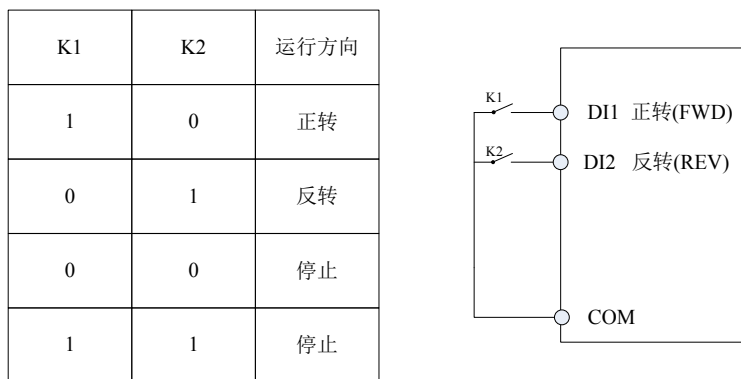 K1 K2 运行方向
1 0 正转
0 1 反转
0 0 停止
1 1 停止
K1
DI1 正转(FWD)
K2
DI2 反转(REV)
COM